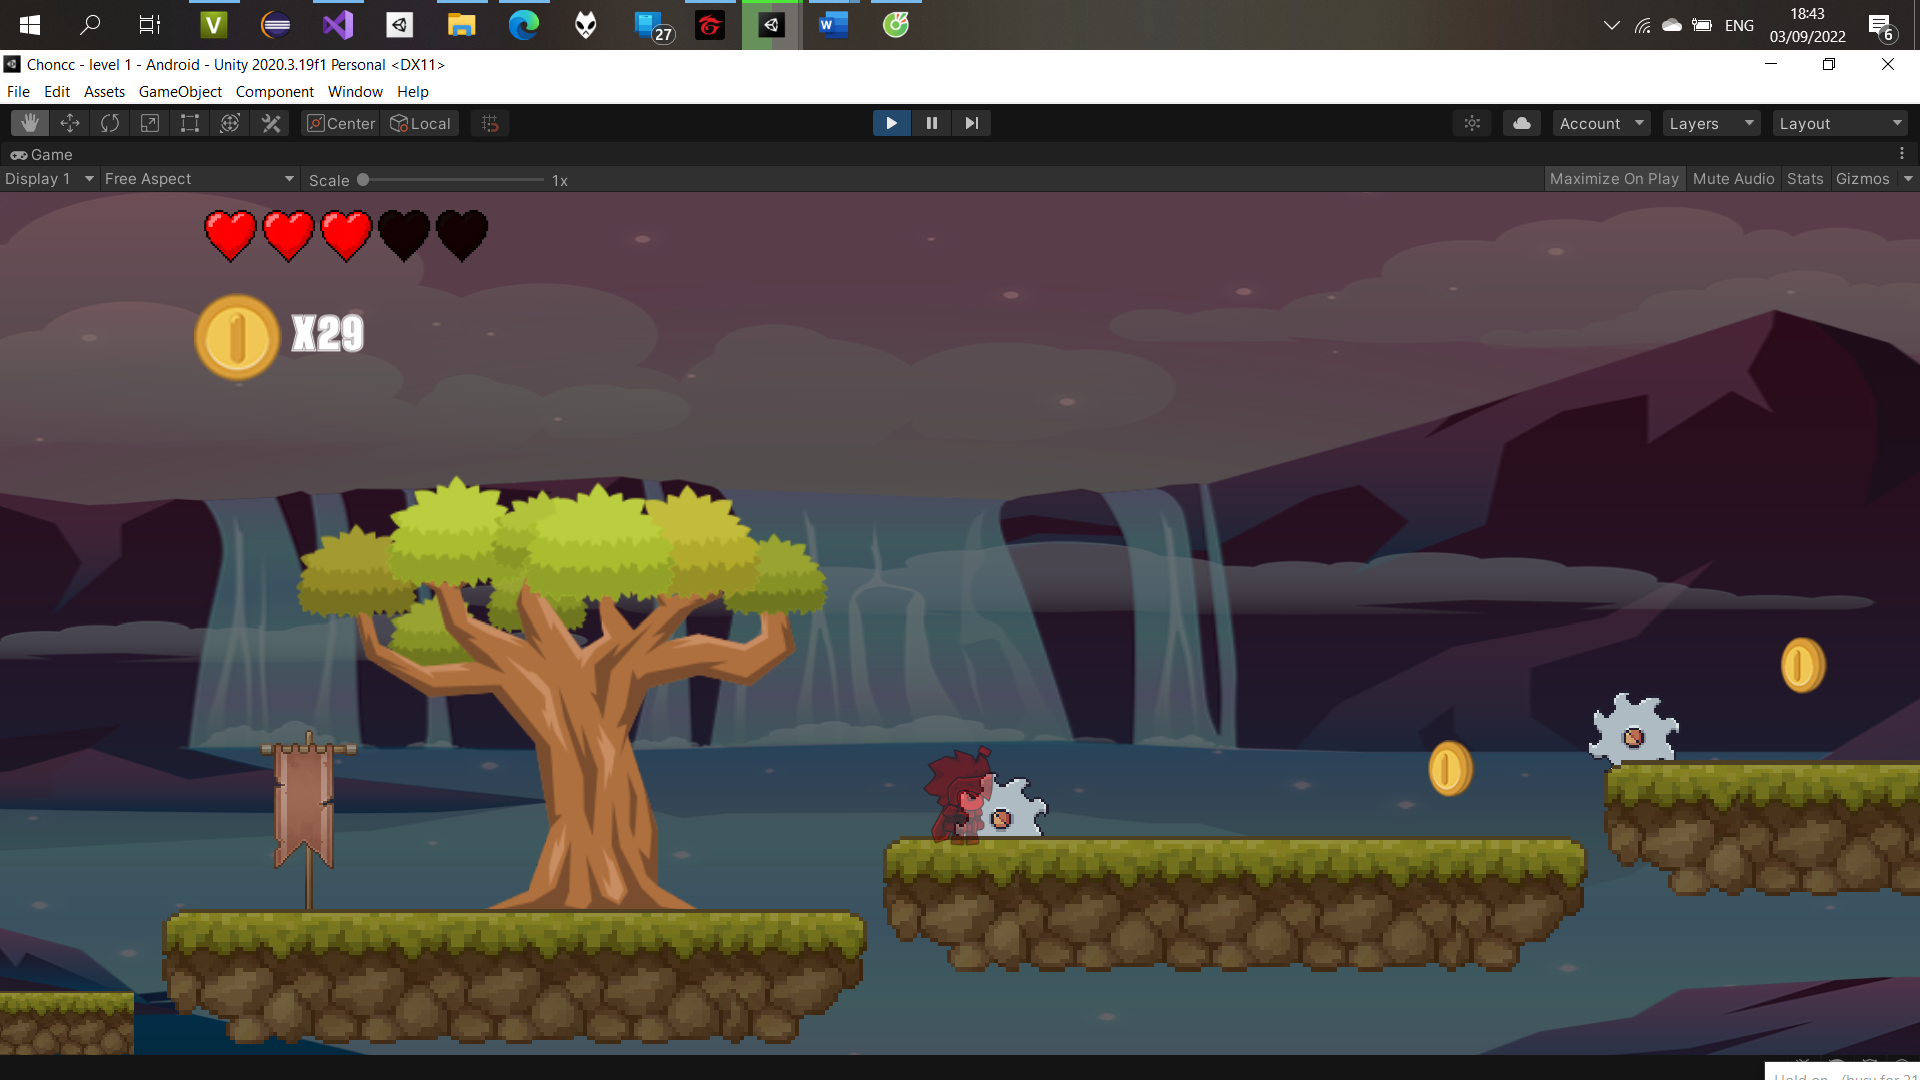 27
ENG
18:43
03/09/2022
6
Choncc - level 1 - Android - Unity 2020.3.19f1 Personal <DX11>
File Edit Assets GameObject Component Window Help
Center Local
Account Layers Layout
Game
Display 1 Free Aspect Scale 1x Maximize On Play Mute Audio Stats Gizmos
X29